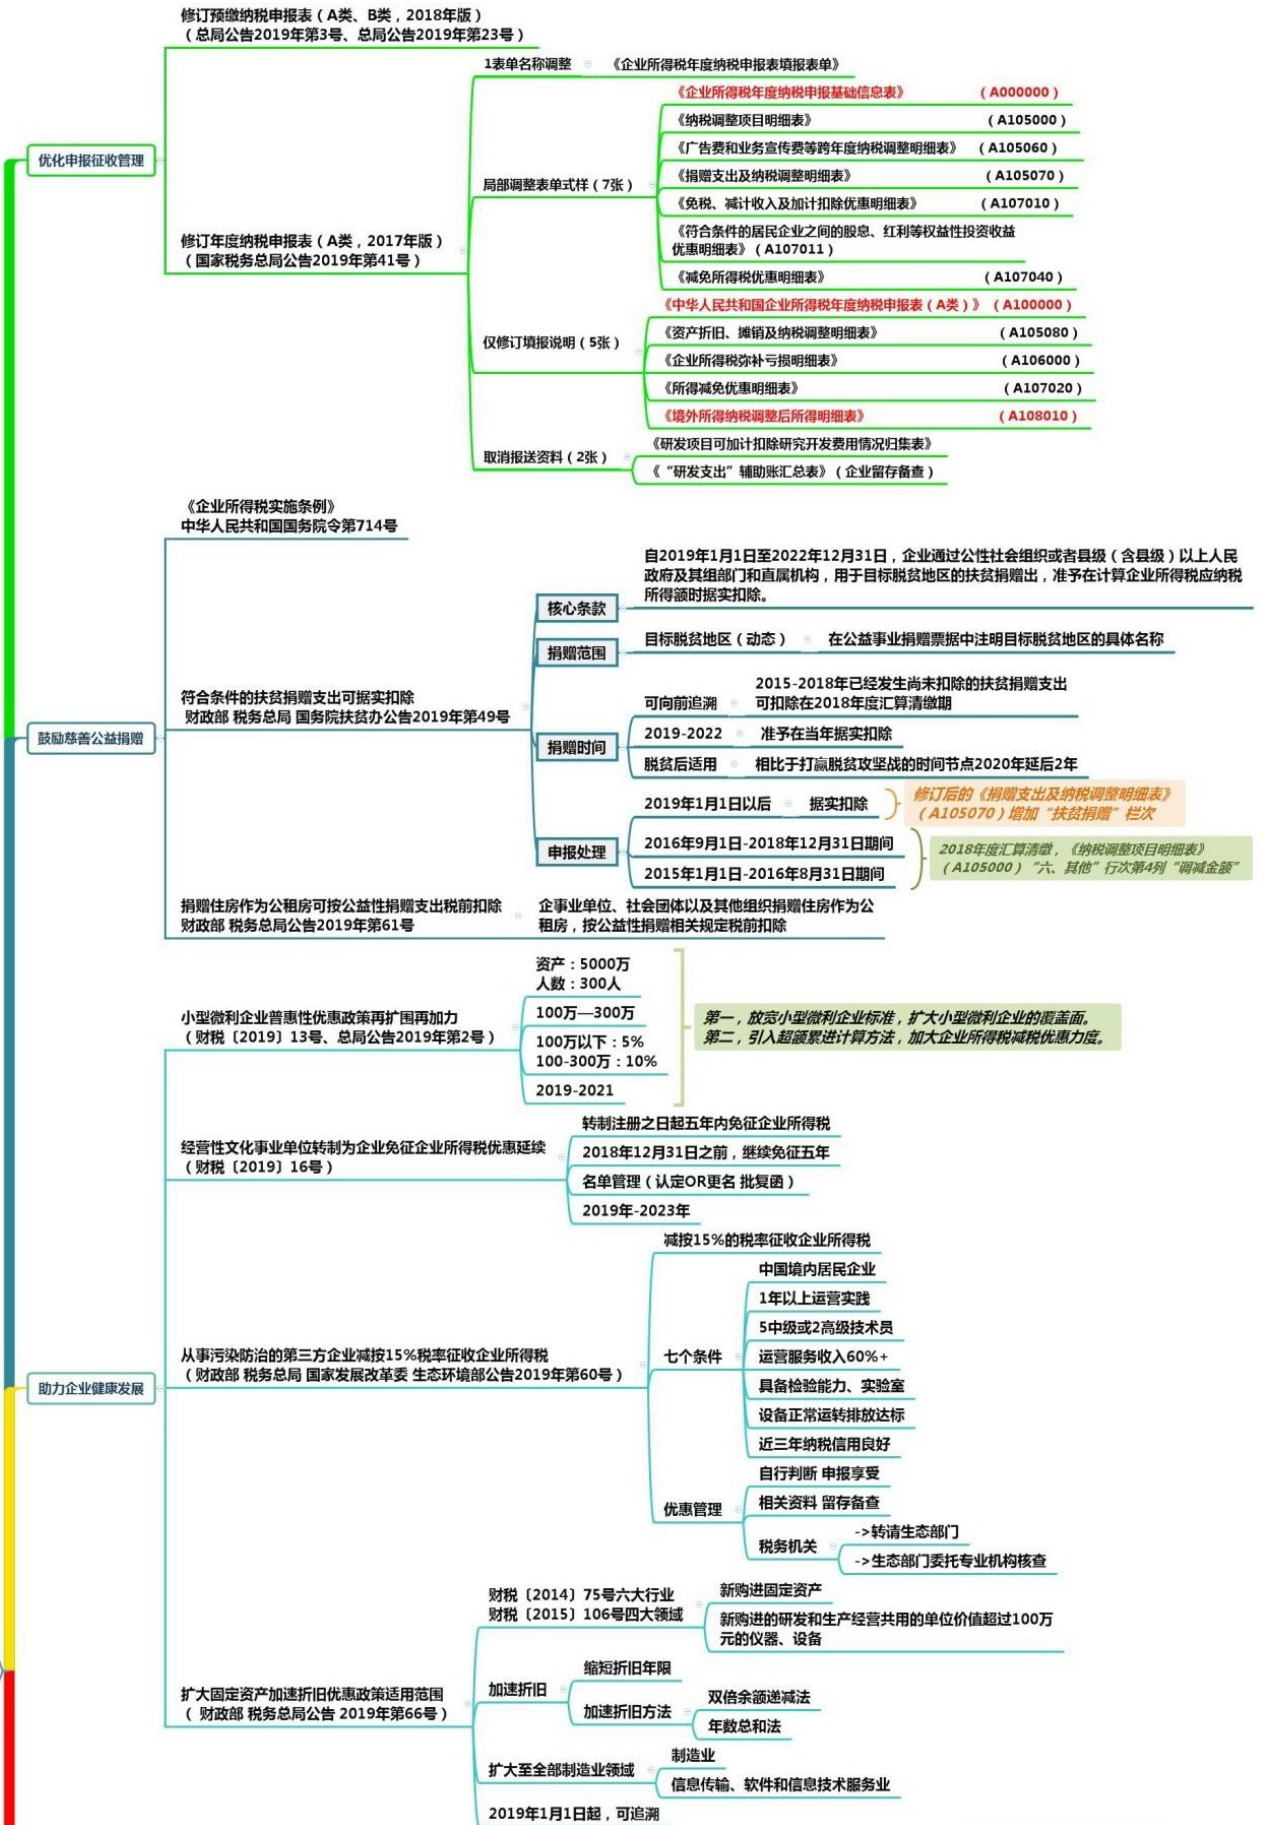 修订预缴纳税申报表（A类、B类，2018年版）
（总局公告2019年第3号、总局公告2019年第23号）
1表单名称调整
《企业所得税年度纳税申报表填报表单》
《企业所得税年度纳税申报基础信息表》 （A000000）
《纳税调整项目明细表》 （A105000）
优化申报征收管理
《广告费和业务宣传费等跨年度纳税调整明细表》 （A105060）
局部调整表单式样（7张）
《捐赠支出及纳税调整明细表》 （A105070）
《免税、减计收入及加计扣除优惠明细表》 （A107010）
《符合条件的居民企业之间的股息、红利等权益性投资收益
优惠明细表》（A107011）
修订年度纳税申报表（A类，2017年版）
（国家税务总局公告2019年第41号）
《减免所得税优惠明细表》 （A107040）
《中华人民共和国企业所得税年度纳税申报表（A类）》（A100000）
仅修订填报说明（5张）
《资产折旧、摊销及纳税调整明细表》 （A105080）
《企业所得税弥补亏损明细表》 （A106000）
《所得减免优惠明细表》 （A107020）
《境外所得纳税调整后所得明细表》 （A108010）
取消报送资料（2张）
《研发项目可加计扣除研究开发费用情况归集表》
《“研发支出”辅助账汇总表》（企业留存备查）
《企业所得税实施条例》
中华人民共和国国务院令第714号
核心条款
自2019年1月1日至2022年12月31日，企业通过公性社会组织或者县级（含县级）以上人民
政府及其组部门和直属机构，用于目标脱贫地区的扶贫捐赠出，准予在计算企业所得税应纳税
所得额时据实扣除。
捐赠范围
目标脱贫地区（动态）
在公益事业捐赠票据中注明目标脱贫地区的具体名称
符合条件的扶贫捐赠支出可据实扣除
财政部 税务总局 国务院扶贫办公告2019年第49号
可向前追溯
2015-2018年已经发生尚未扣除的扶贫捐赠支出
可扣除在2018年度汇算清缴期
鼓励慈善公益捐赠
捐赠时间
2019-2022
准予在当年据实扣除
脱贫后适用
相比于打赢脱贫攻坚战的时间节点2020年延后2年
2019年1月1日以后
据实扣除
修订后的《捐赠支出及纳税调整明细表》
（A105070）增加“扶贫捐赠”栏次
申报处理
2016年9月1日-2018年12月31日期间
2015年1月1日-2016年8月31日期间
2018年度汇算清缴，《纳税调整项目明细表》
（A105000）“六、其他”行次第4列“调减金额”
捐赠住房作为公租房可按公益性捐赠支出税前扣除
财政部 税务总局公告2019年第61号
企事业单位、社会团体以及其他组织捐赠住房作为公
租房，按公益性捐赠相关规定税前扣除
小型微利企业普惠性优惠政策再扩围再加力
（财税〔2019〕13号、总局公告2019年第2号）
资产：5000万
人数：300人
100万—300万
100万以下：5%
100-300万：10%
2019-2021
第一，放宽小型微利企业标准，扩大小型微利企业的覆盖面。
第二，引入超额累进计算方法，加大企业所得税减税优惠力度。
经营性文化事业单位转制为企业免征企业所得税优惠延续
（财税〔2019〕16号）
转制注册之日起五年内免征企业所得税
2018年12月31日之前，继续免征五年
名单管理（认定OR更名 批复函）
2019年-2023年
助力企业健康发展
从事污染防治的第三方企业减按15%税率征收企业所得税
（财政部 税务总局 国家发展改革委 生态环境部公告2019年第60号）
减按15%的税率征收企业所得税
七个条件
中国境内居民企业
1年以上运营实践
5中级或2高级技术员
运营服务收入60%+
具备检验能力、实验室
设备正常运转排放达标
近三年纳税信用良好
优惠管理
自行判断 申报享受
相关资料 留存备查
税务机关
->转请生态部门
->生态部门委托专业机构核查
扩大固定资产加速折旧优惠政策适用范围
（ 财政部 税务总局公告 2019年第66号）
财税〔2014〕75号六大行业
财税〔2015〕106号四大领域
新购进固定资产
新购进的研发和生产经营共用的单位价值超过100万
元的仪器、设备
加速折旧
缩短折旧年限
加速折旧方法
双倍余额递减法
年数总和法
扩大至全部制造业领域
制造业
信息传输、软件和信息技术服务业
2019年1月1日起，可追溯